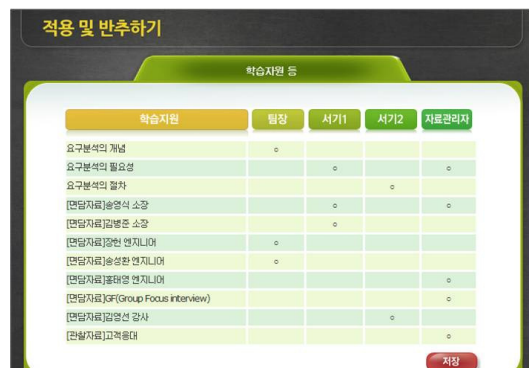 적용 및 반추하기
학습자원 등
학습지원 팀장 서기1 서기2 자료관리자
요구분석의 개념 ○
요구분석의 필요성 ○ ○
요구분석의 절차 ○
[면담자료]송영식 소장 ○ ○
[면담자료]김병준 소장 ○
[면담자료]장헌 엔지니어 ○
[면담자료]송성환 엔지니어 ○
[면담자료]홍태영 엔지니어 ○
[면담자료]GF(Group Focus interview) ○
[면담자료]김영선 강사 ○
[관찰자료]고객응대 ○
저장